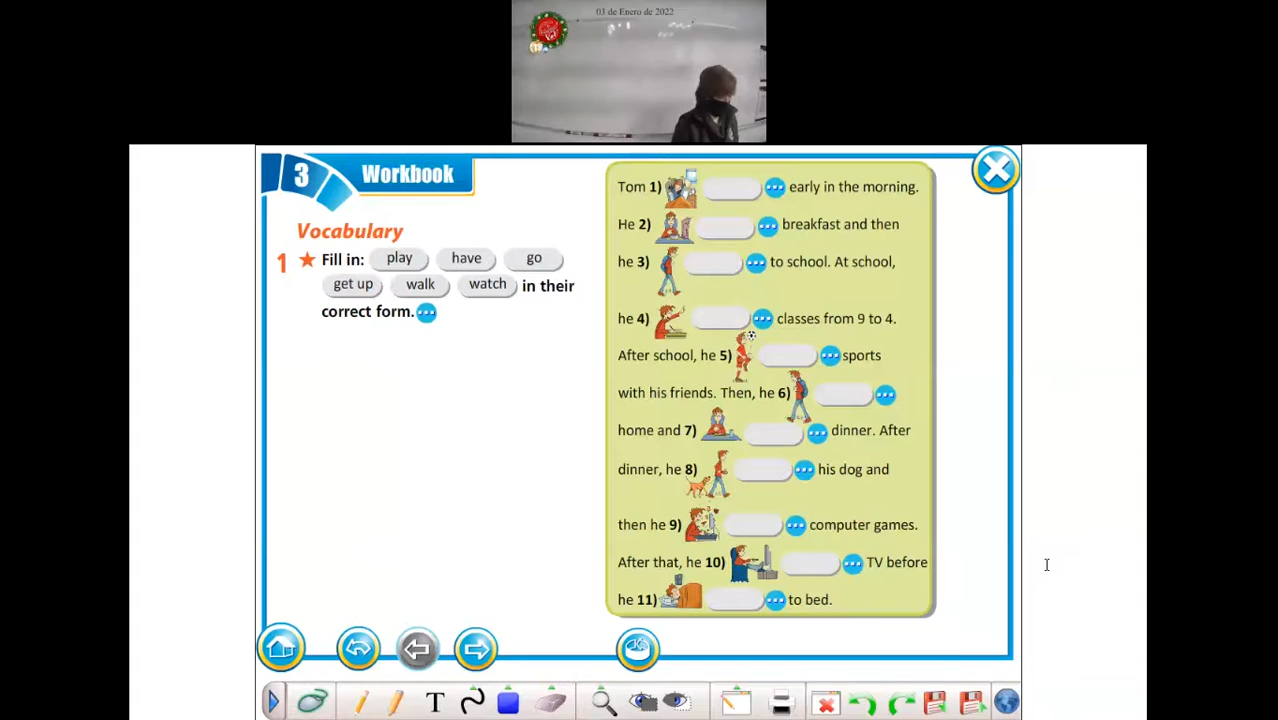 03 de Enero de 2022
3 Workbook
Vocabulary
1 ★ Fill in: play have go
get up walk watch in their
correct form.
Tom 1) early in the morning.
He 2) breakfast and then
he 3) to school. At school,
he 4) classes from 9 to 4.
After school, he 5) sports
with his friends. Then, he 6)
home and 7) dinner. After
dinner, he 8) his dog and
then he 9) computer games.
After that, he 10) TV before
he 11) to bed.
T